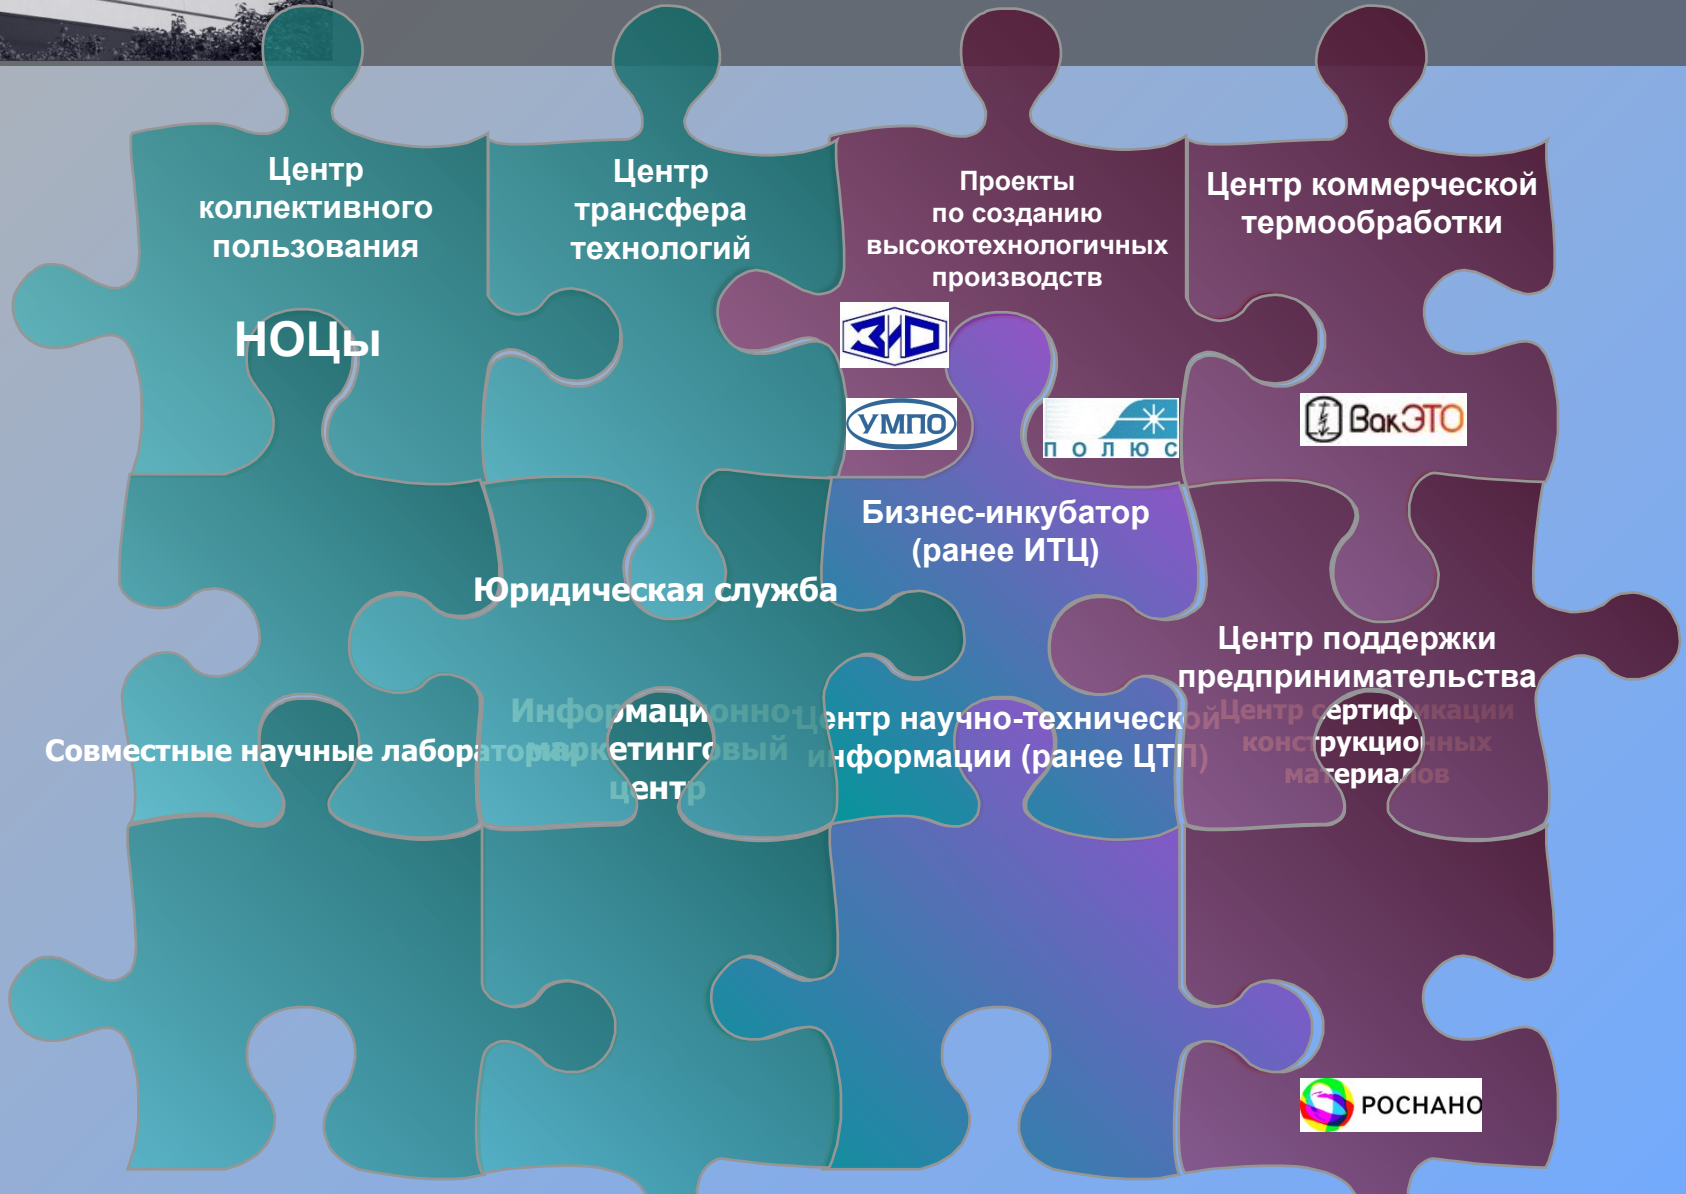 Центр
коллективного
пользования
НОЦы
Центр
трансфера
технологий
Проекты
по созданию
высокотехнологичных
производств
ЗИО
УМПО
ПОЛЮС
Центр коммерческой
термообработки
ВакЭТО
Юридическая служба
Бизнес-инкубатор
(ранее ИТЦ)
Центр поддержки
предпринимательства
Совместные научные лаборатории
Информационно-
маркетинговый
центр
Центр научно-технической
информации (ранее ЦТП)
Центр сертификации
конструкционных
материалов
РОСНАНО